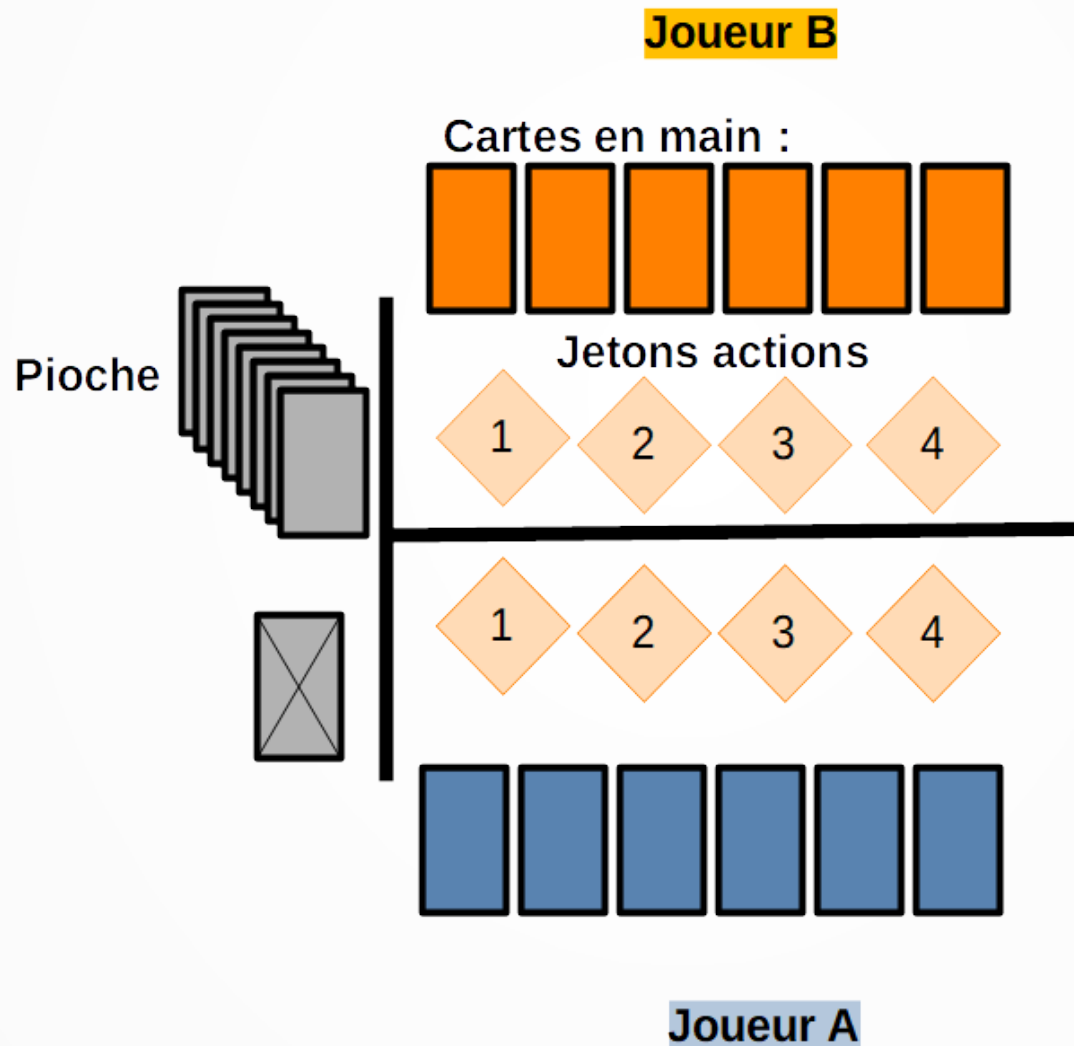 Joueur B
Cartes en main :
Jetons actions
Pioche
1 2 3 4
1 2 3 4
Joueur A